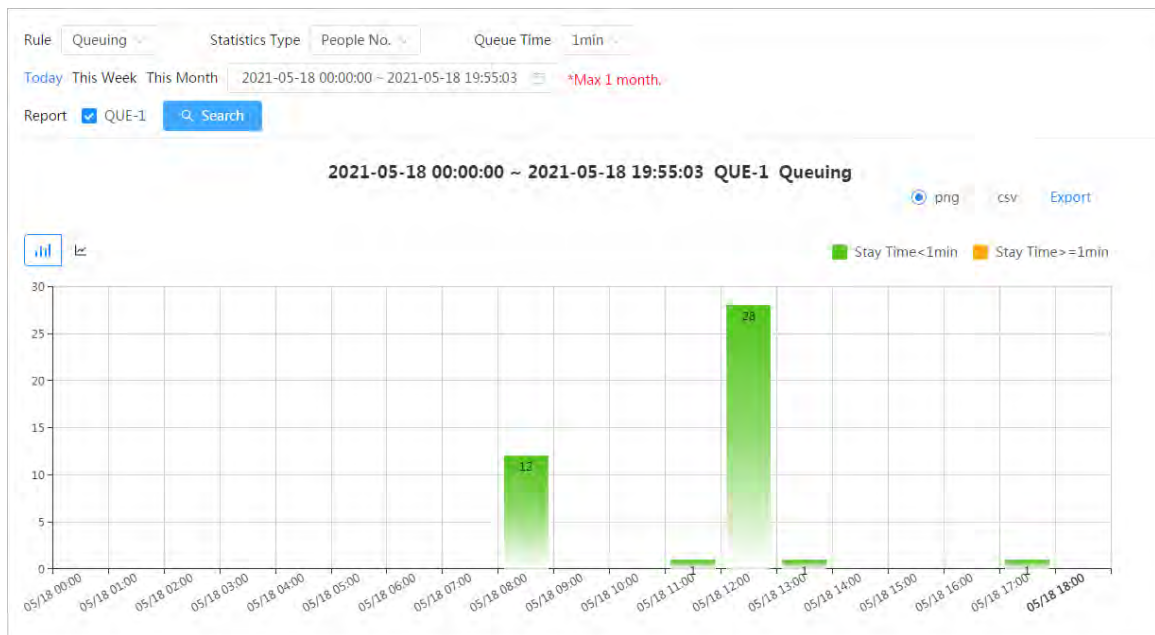 Rule Queuing Statistics Type People No. Queue Time 1min
Today This Week This Month 2021-05-18 00:00:00 ~ 2021-05-18 19:55:03 *Max 1 month.
Report QUE-1 Search
2021-05-18 00:00:00 ~ 2021-05-18 19:55:03 QUE-1 Queuing
png csv Export
Stay Time<1min Stay Time>=1min
30
25
20
15
10
5
0
28
12
1 1 1
05/18 00:00 05/18 01:00 05/18 02:00 05/18 03:00 05/18 04:00 05/18 05:00 05/18 06:00 05/18 07:00 05/18 08:00 05/18 09:00 05/18 10:00 05/18 11:00 05/18 12:00 05/18 13:00 05/18 14:00 05/18 15:00 05/18 16:00 05/18 17:00 05/18 18:00